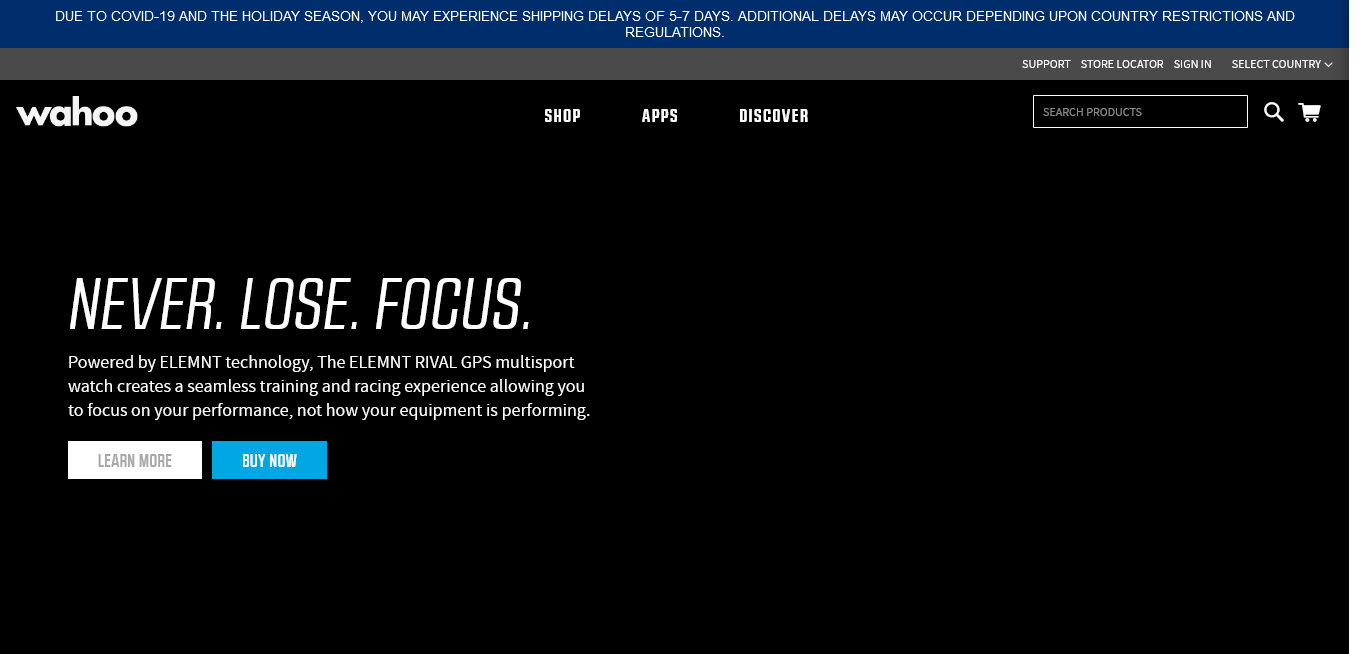 DUE TO COVID-19 AND THE HOLIDAY SEASON, YOU MAY EXPERIENCE SHIPPING DELAYS OF 5-7 DAYS. ADDITIONAL DELAYS MAY OCCUR DEPENDING UPON COUNTRY RESTRICTIONS AND
REGULATIONS.
SUPPORT STORE LOCATOR SIGN IN SELECT COUNTRY
wahoo SHOP APPS DISCOVER SEARCH PRODUCTS
NEVER. LOSE. FOCUS.
Powered by ELEMNT technology, The ELEMNT RIVAL GPS multisport
watch creates a seamless training and racing experience allowing you
to focus on your performance, not how your equipment is performing.
LEARN MORE BUY NOW